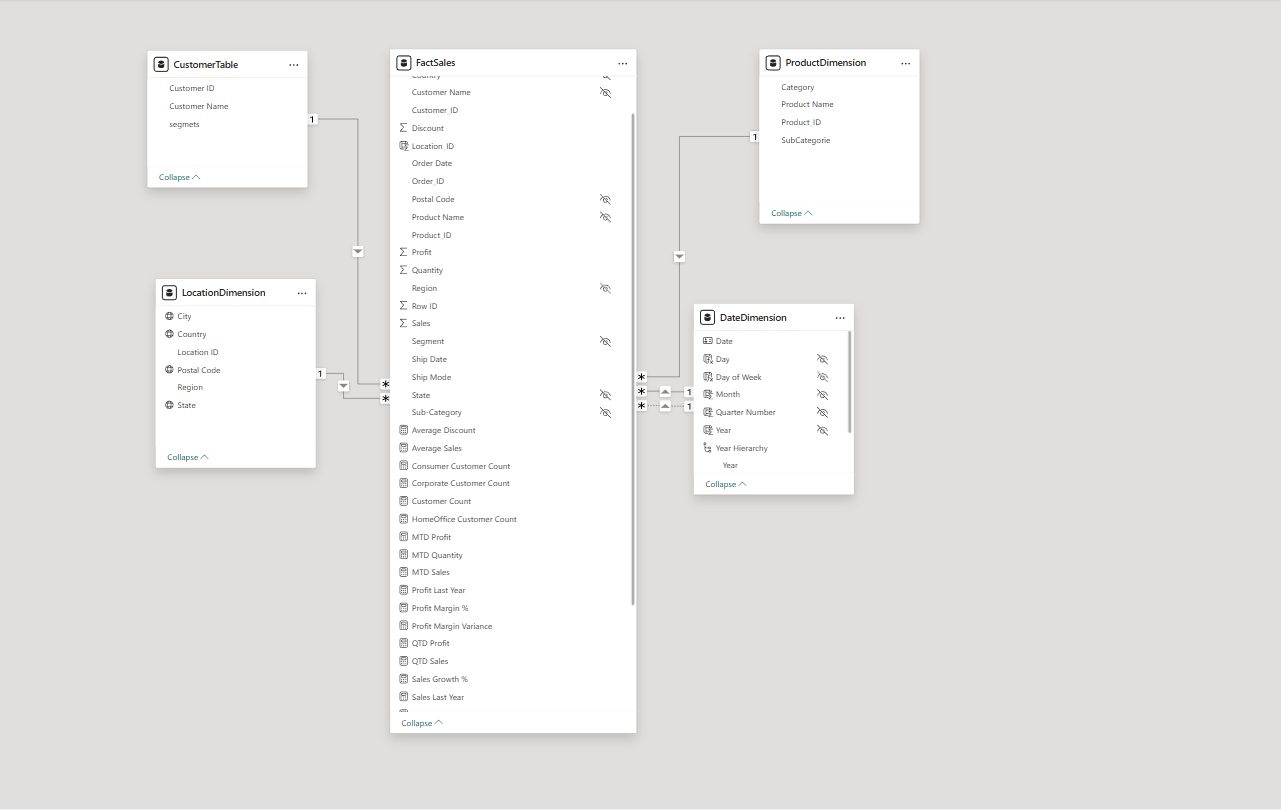 CustomerTable
Customer ID
Customer Name
segmets
Collapse
FactSales
Country
Customer Name
Customer_ID
Discount
Location_ID
Order Date
Order_ID
Postal Code
Product Name
Product_ID
Profit
Quantity
Region
Row ID
Sales
Segment
Ship Date
Ship Mode
State
Sub-Category
Average Discount
Average Sales
Consumer Customer Count
Corporate Customer Count
Customer Count
HomeOffice Customer Count
MTD Profit
MTD Quantity
MTD Sales
Profit Last Year
Profit Margin %
Profit Margin Variance
QTD Profit
QTD Sales
Sales Growth %
Sales Last Year
Collapse
ProductDimension
Category
Product Name
Product_ID
SubCategorie
Collapse
LocationDimension
City
Country
Location ID
Postal Code
Region
State
Collapse
DateDimension
Date
Day
Day of Week
Month
Quarter Number
Year
Year Hierarchy
Year
Collapse
1
1
1
1
1
*
*
*
*
*